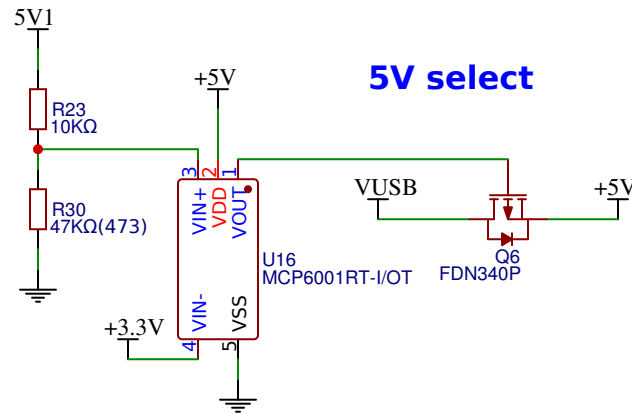 5V1
5V select
+5V
R23
10KΩ
3
2
1
VIN+
VDD
VOUT
VUSB
+5V
R30
47KΩ(473)
U16
MCP6001RT-I/OT
Q6
FDN340P
VIN-
VSS
+3.3V
4
5